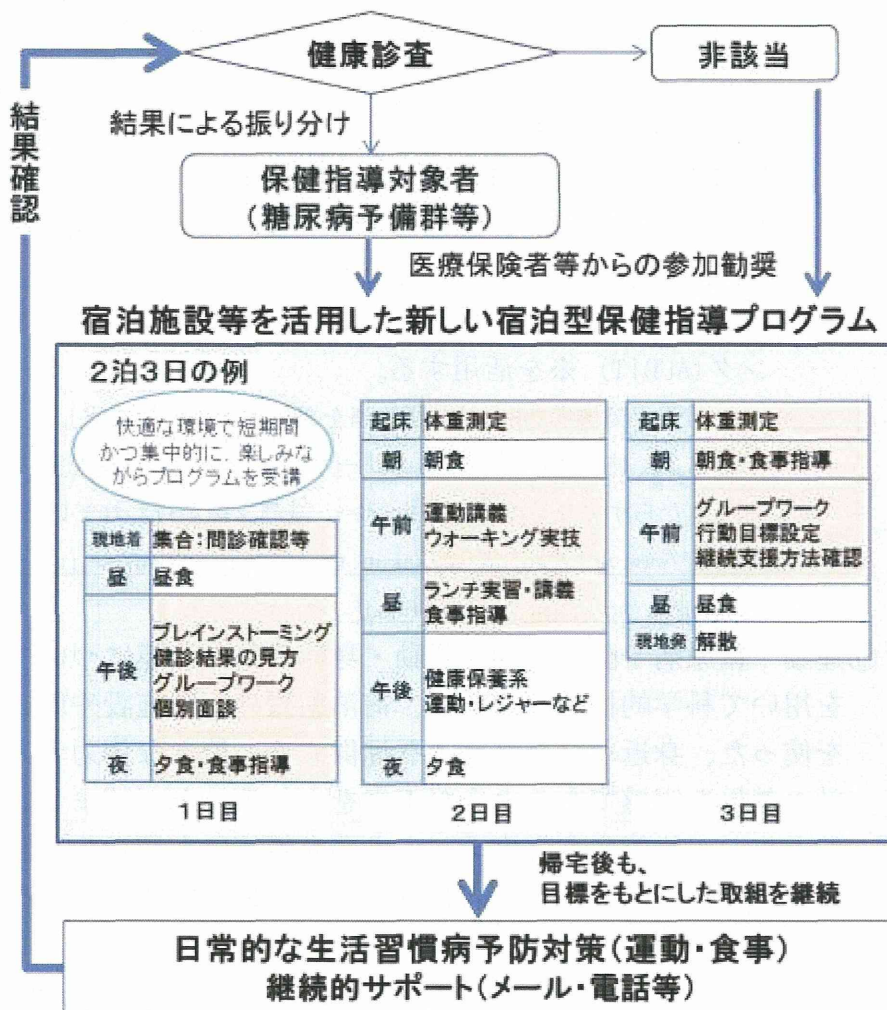 健康診査
非該当
結果確認
結果による振り分け
保健指導対象者
(糖尿病予備群等)
医療保険者等からの参加勧奨
宿泊施設等を活用した新しい宿泊型保健指導プログラム
2泊3日の例
快適な環境で短期間
かつ集中的に、楽しみな
がらプログラムを受講
現地着 集合:問診確認等
昼 昼食
午後
ブレインストーミング
健診結果の見方
グループワーク
個別面談
夜 夕食・食事指導
1日目
起床 体重測定
朝 朝食
午前
運動講義
ウォーキング実技
昼
ランチ実習・講義
食事指導
午後
健康保養系
運動・レジャーなど
夜 夕食
2日目
起床 体重測定
朝 朝食・食事指導
午前
グループワーク
行動目標設定
継続支援方法確認
昼 昼食
現地発 解散
3日目
帰宅後も、
目標をもとにした取組を継続
日常的な生活習慣病予防対策(運動・食事)
継続的サポート(メール・電話等)